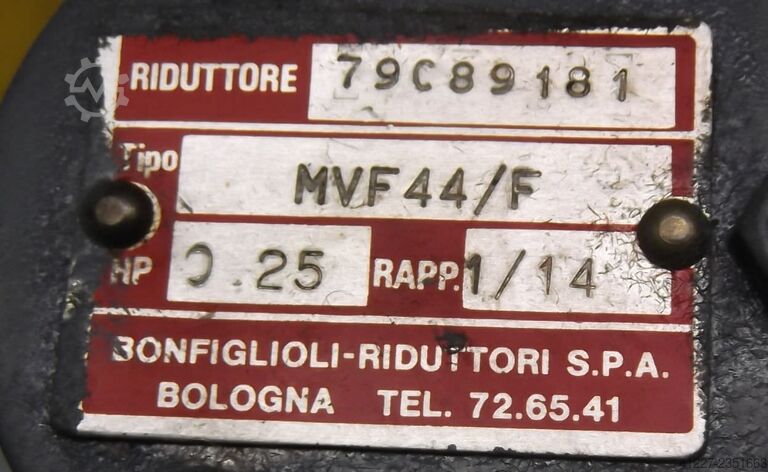 RIDUTTORE 79C89181
Tipo MVF44/F
HP 0.25 RAPP. 1/14
BONFIGLIOLI-RIDUTTORI S.P.A.
BOLOGNA TEL. 72.65.41